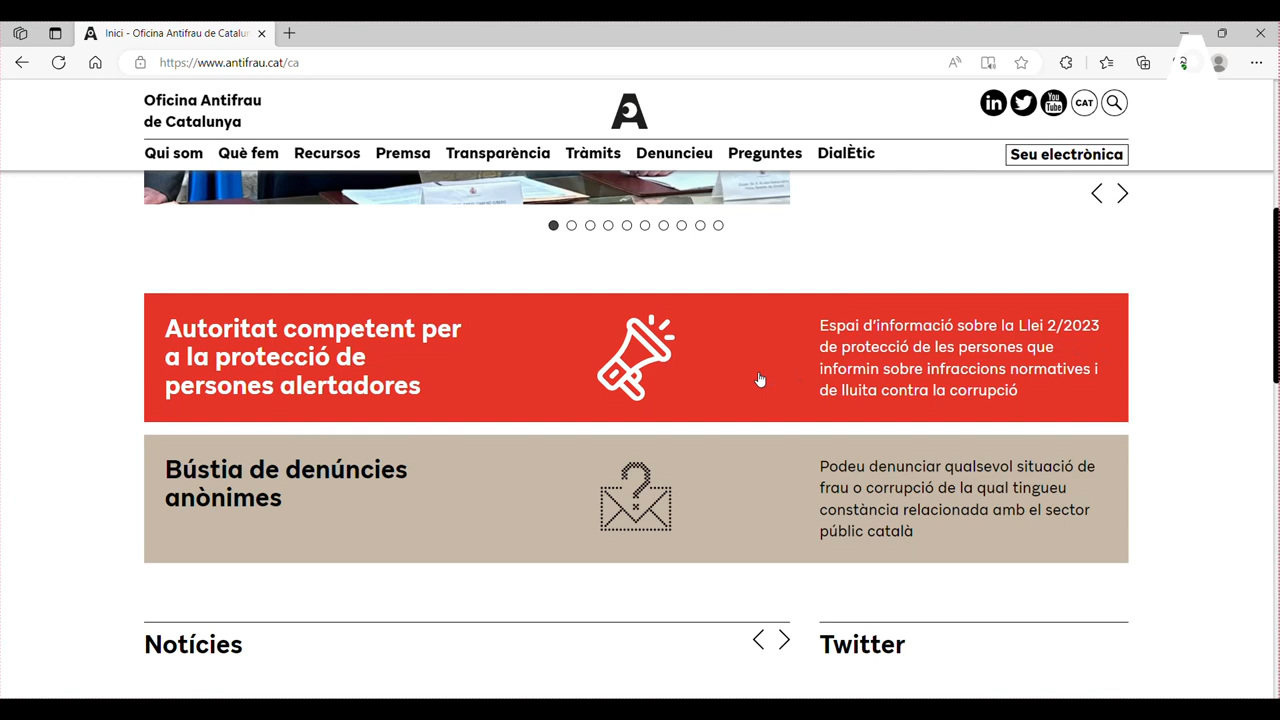 Inici - Oficina Antifrau de Catalun
https://www.antifrau.cat/ca
Oficina Antifrau
de Catalunya
in
You
Tube
CAT
Qui som Què fem Recursos Premsa Transparència Tràmits Denuncieu Preguntes DialÈtic
Seu electrònica
Autoritat competent per
a la protecció de
persones alertadores
Espai d'informació sobre la Llei 2/2023
de protecció de les persones que
informin sobre infraccions normatives i
de lluita contra la corrupció
Bústia de denúncies
anònimes
Podeu denunciar qualsevol situació de
frau o corrupció de la qual tingueu
constància relacionada amb el sector
públic català
Notícies
Twitter